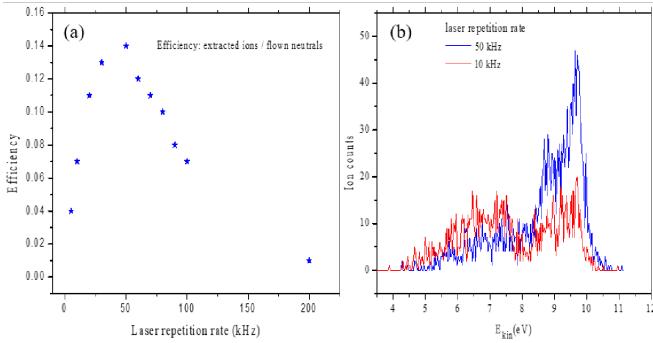 (a)
Efficiency: extracted ions / flown neutrals
0.16
0.14
0.12
0.10
0.08
0.06
0.04
0.02
0.00
Efficiency
0 50 100 150 200
Laser repetition rate (kHz)
(b)
laser repetition rate
50 kHz
10 kHz
50
40
30
20
10
0
Ion counts
4 5 6 7 8 9 10 11 12
E_kin(eV)